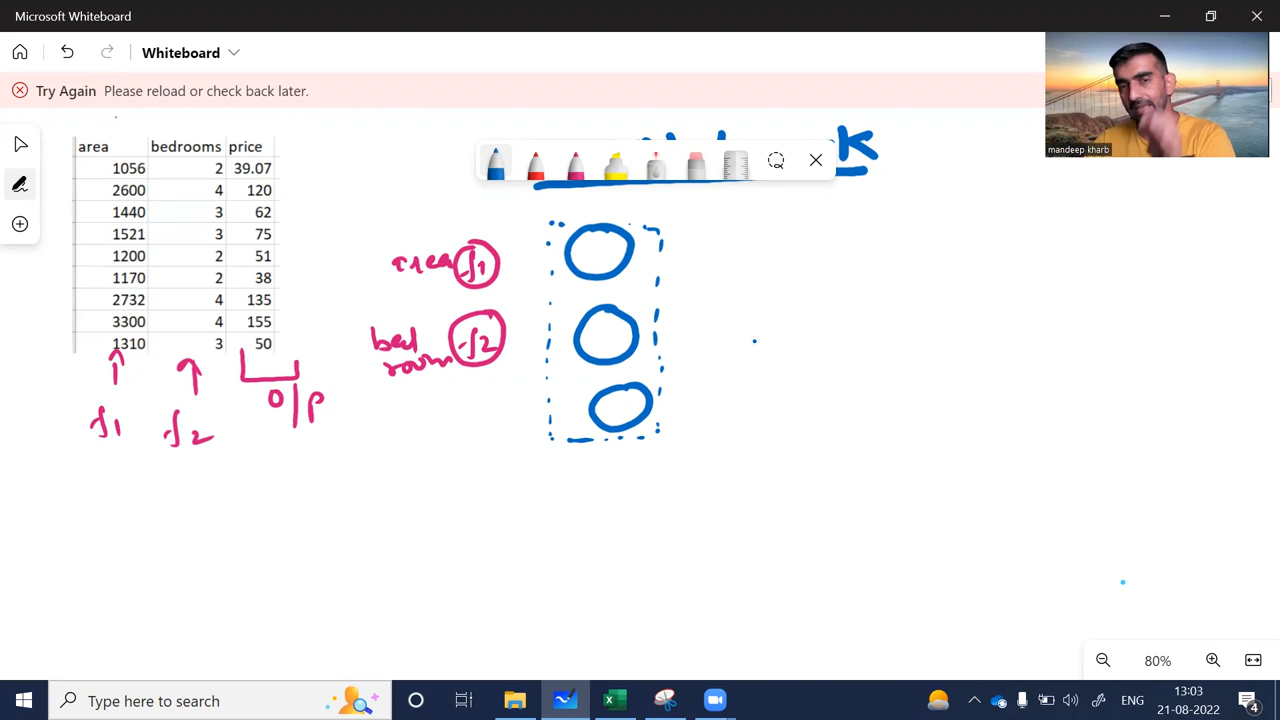 Microsoft Whiteboard
Whiteboard
Try Again Please reload or check back later.
mandeep kharb
k
area bedrooms price
1056 2 39.07
2600 4 120
1440 3 62
1521 3 75
1200 2 51
1170 2 38
2732 4 135
3300 4 155
1310 3 50
f1 f2 O/P
area f1
bed room f2
80%
Type here to search
ENG
13:03
21-08-2022
4